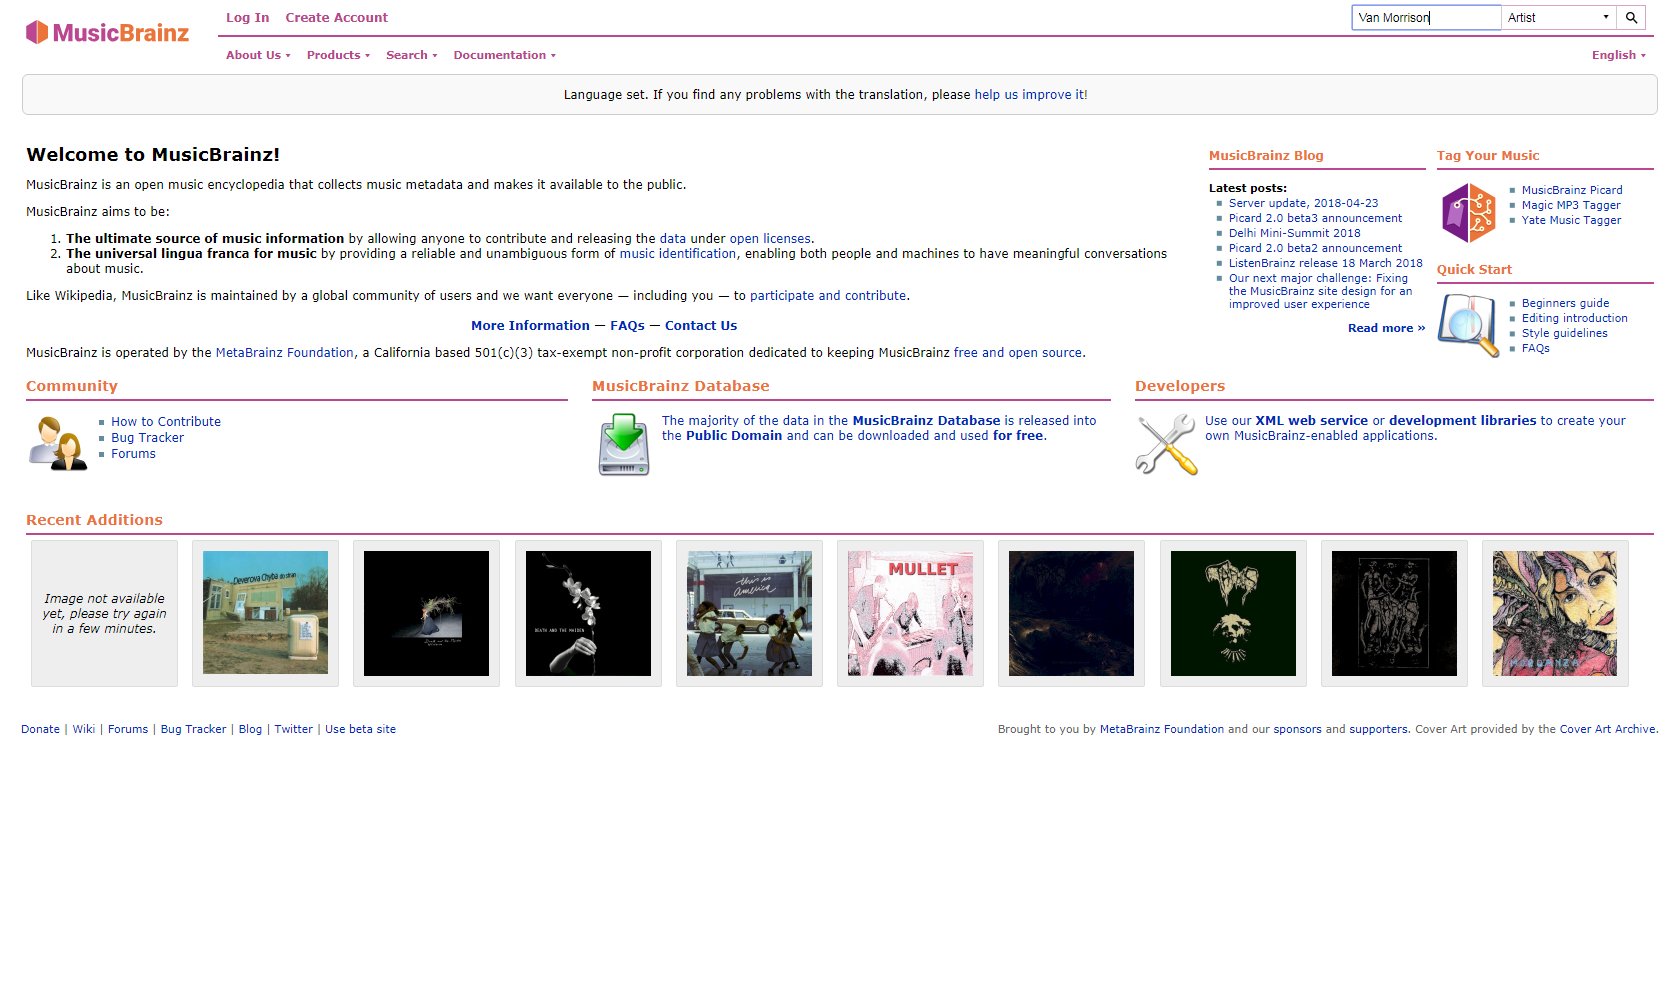 MusicBrainz
Log In Create Account
Van Morrison Artist
About Us Products Search Documentation English
Language set. If you find any problems with the translation, please help us improve it!
Welcome to MusicBrainz!
MusicBrainz is an open music encyclopedia that collects music metadata and makes it available to the public.
MusicBrainz aims to be:
1. The ultimate source of music information by allowing anyone to contribute and releasing the data under open licenses.
2. The universal lingua franca for music by providing a reliable and unambiguous form of music identification, enabling both people and machines to have meaningful conversations
about music.
Like Wikipedia, MusicBrainz is maintained by a global community of users and we want everyone — including you — to participate and contribute.
More Information — FAQs — Contact Us
MusicBrainz is operated by the MetaBrainz Foundation, a California based 501(c)(3) tax-exempt non-profit corporation dedicated to keeping MusicBrainz free and open source.
MusicBrainz Blog
Latest posts:
Server update, 2018-04-23
Picard 2.0 beta3 announcement
Delhi Mini-Summit 2018
Picard 2.0 beta2 announcement
ListenBrainz release 18 March 2018
Our next major challenge: Fixing
the MusicBrainz site design for an
improved user experience
Read more »
Tag Your Music
MusicBrainz Picard
Magic MP3 Tagger
Yate Music Tagger
Quick Start
Beginners guide
Editing introduction
Style guidelines
FAQs
Community
How to Contribute
Bug Tracker
Forums
MusicBrainz Database
The majority of the data in the MusicBrainz Database is released into
the Public Domain and can be downloaded and used for free.
Developers
Use our XML web service or development libraries to create your
own MusicBrainz-enabled applications.
Recent Additions
Image not available
yet, please try again
in a few minutes.
Deverova Chyba
DEATH AND THE MAIDEN
this is
america
MULLET
Donate | Wiki | Forums | Bug Tracker | Blog | Twitter | Use beta site
Brought to you by MetaBrainz Foundation and our sponsors and supporters. Cover Art provided by the Cover Art Archive.